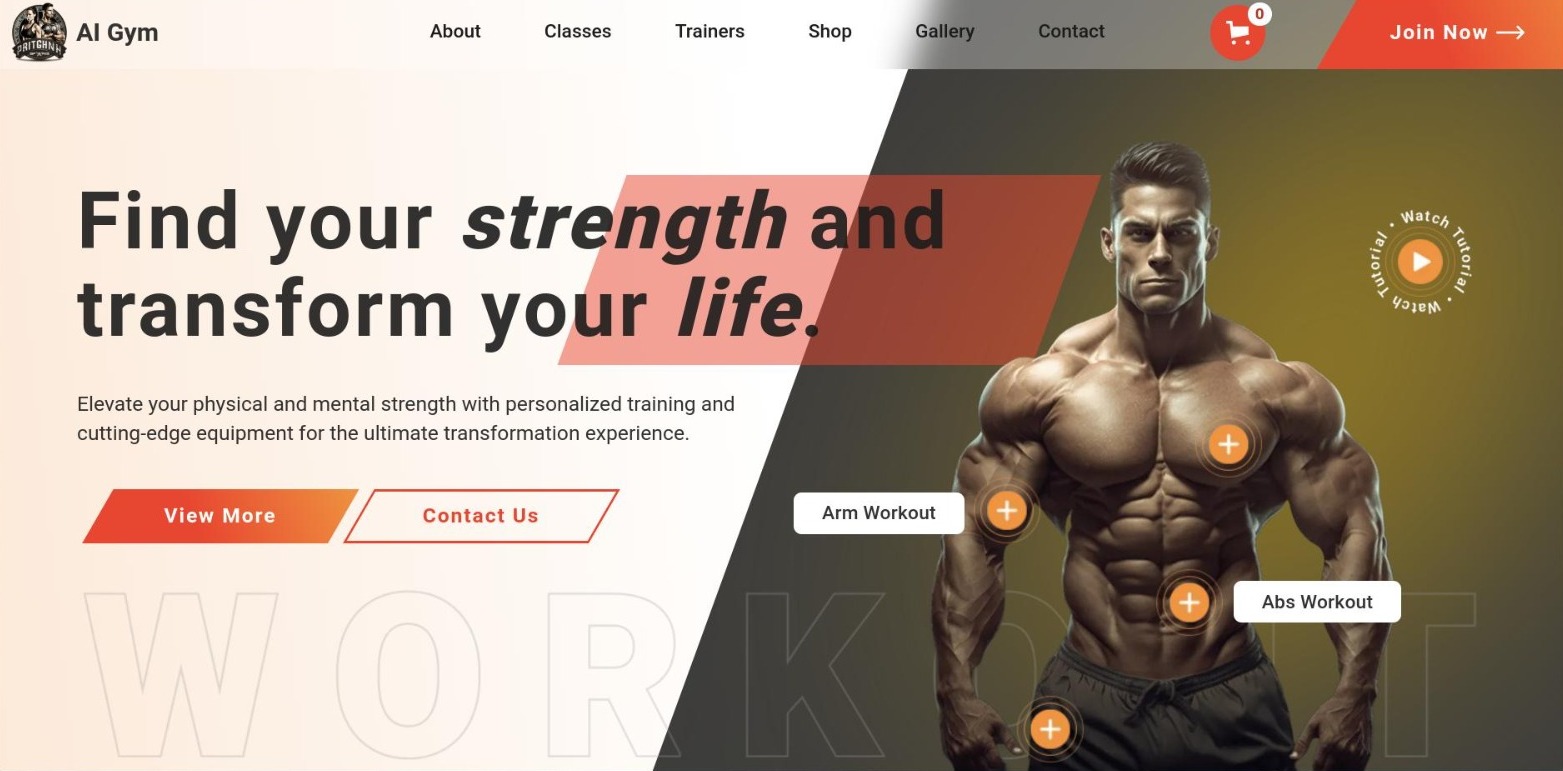 AI Gym
About
Classes
Trainers
Shop
Gallery
Contact
0
Join Now
Find your strength and
transform your life.
Watch Tutorial • Watch Tutorial •
Elevate your physical and mental strength with personalized training and
cutting-edge equipment for the ultimate transformation experience.
View More
Contact Us
Arm Workout
Abs Workout
WORKOUT